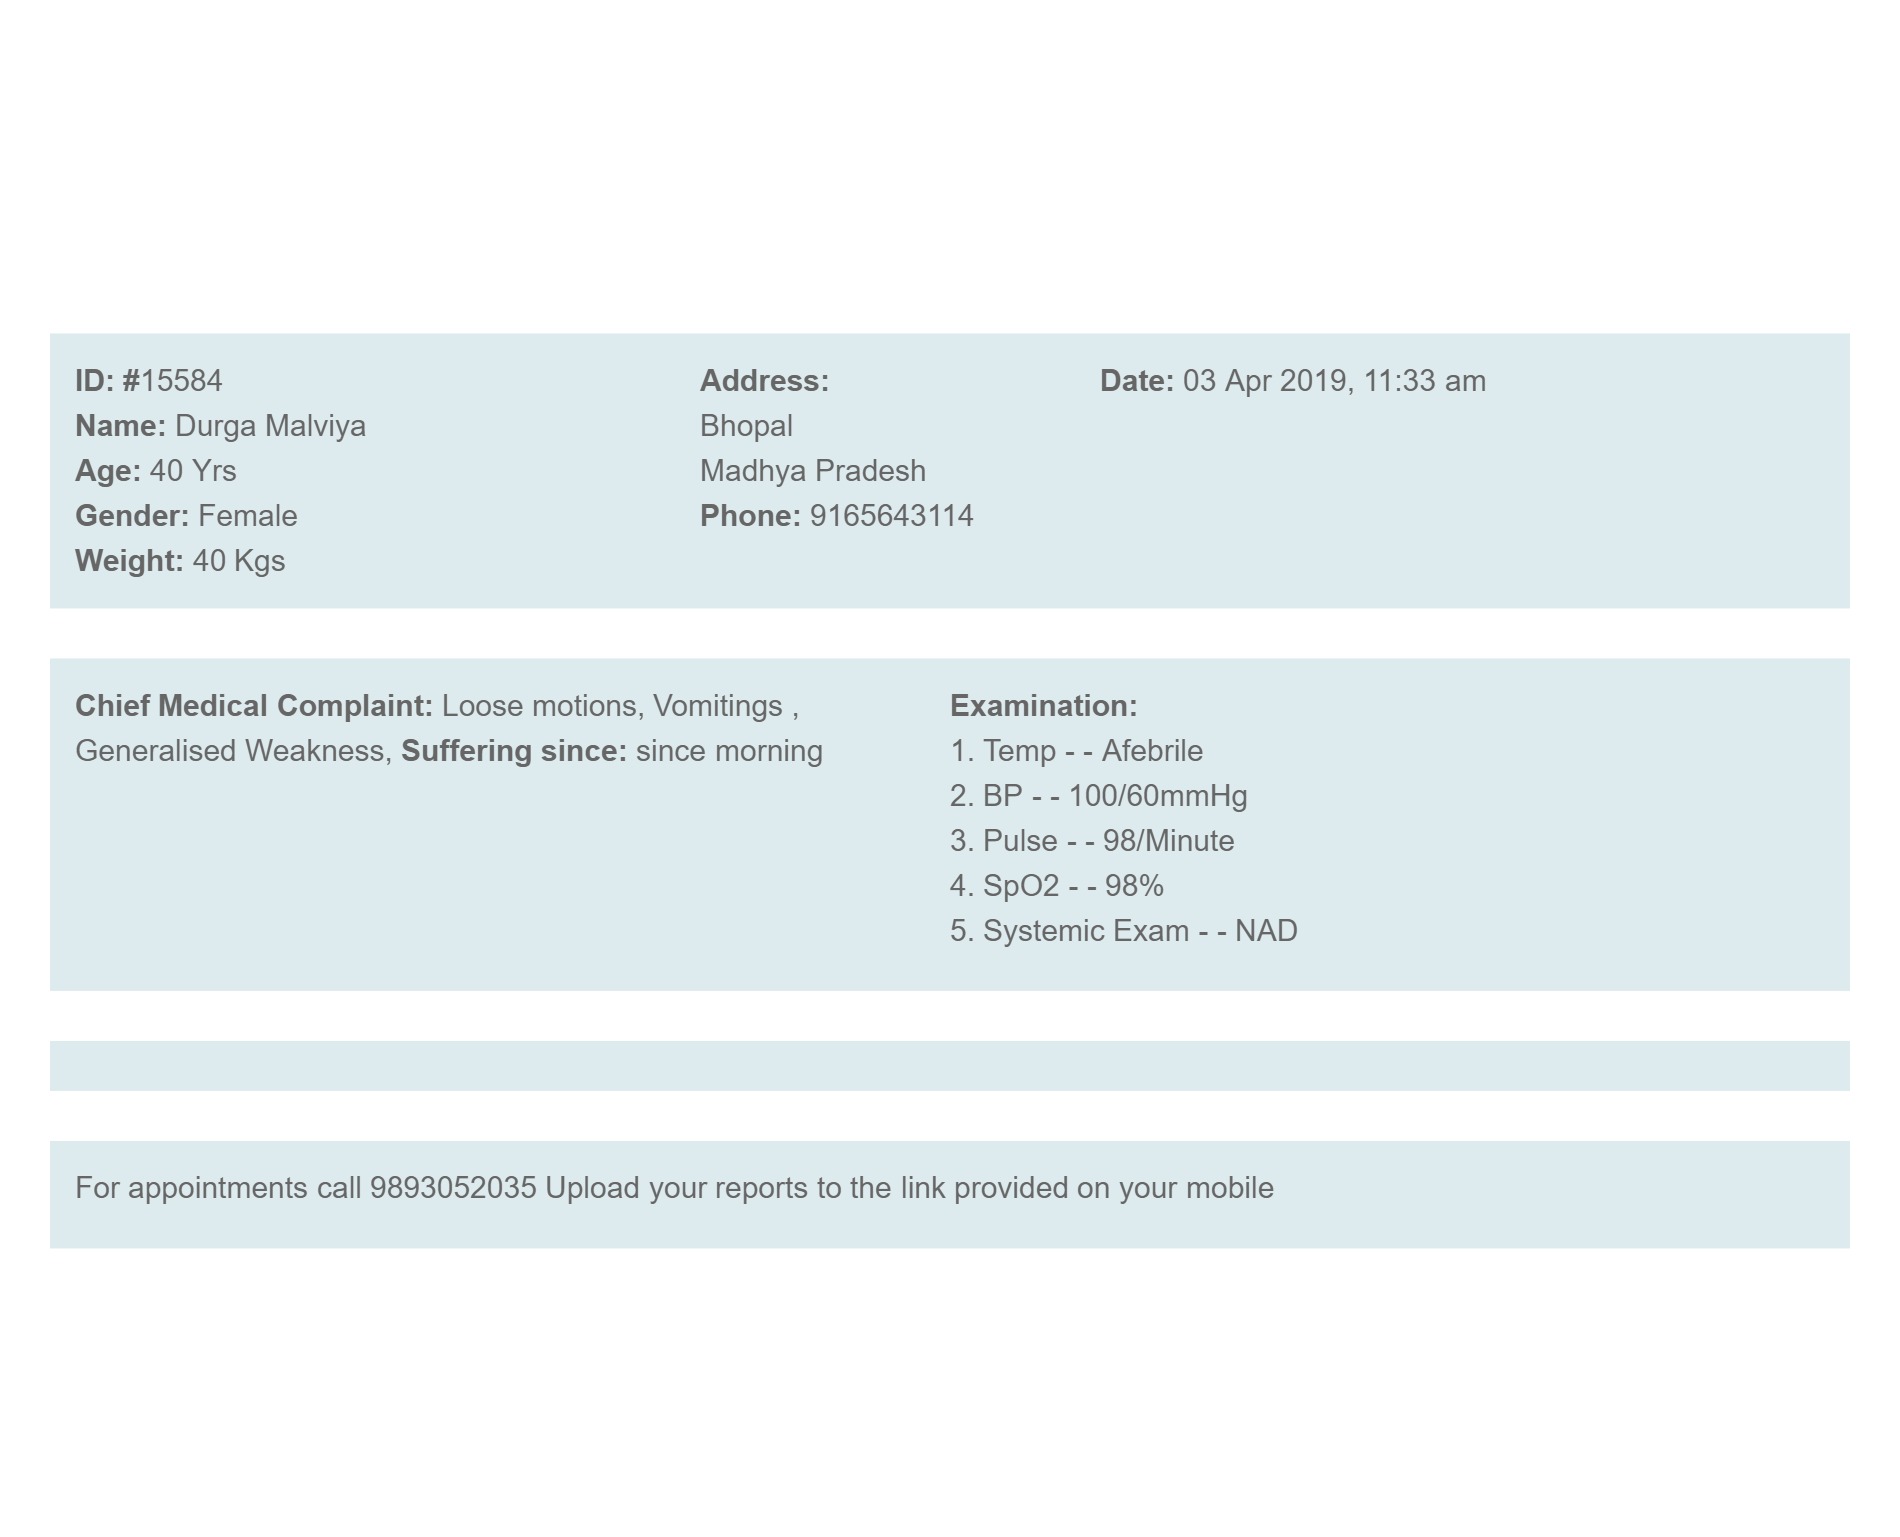 ID: #15584
Name: Durga Malviya
Age: 40 Yrs
Gender: Female
Weight: 40 Kgs
Address:
Bhopal
Madhya Pradesh
Phone: 9165643114
Date: 03 Apr 2019, 11:33 am
Chief Medical Complaint: Loose motions, Vomitings ,
Generalised Weakness, Suffering since: since morning
Examination:
1. Temp - - Afebrile
2. BP - - 100/60mmHg
3. Pulse - - 98/Minute
4. SpO2 - - 98%
5. Systemic Exam - - NAD
For appointments call 9893052035 Upload your reports to the link provided on your mobile